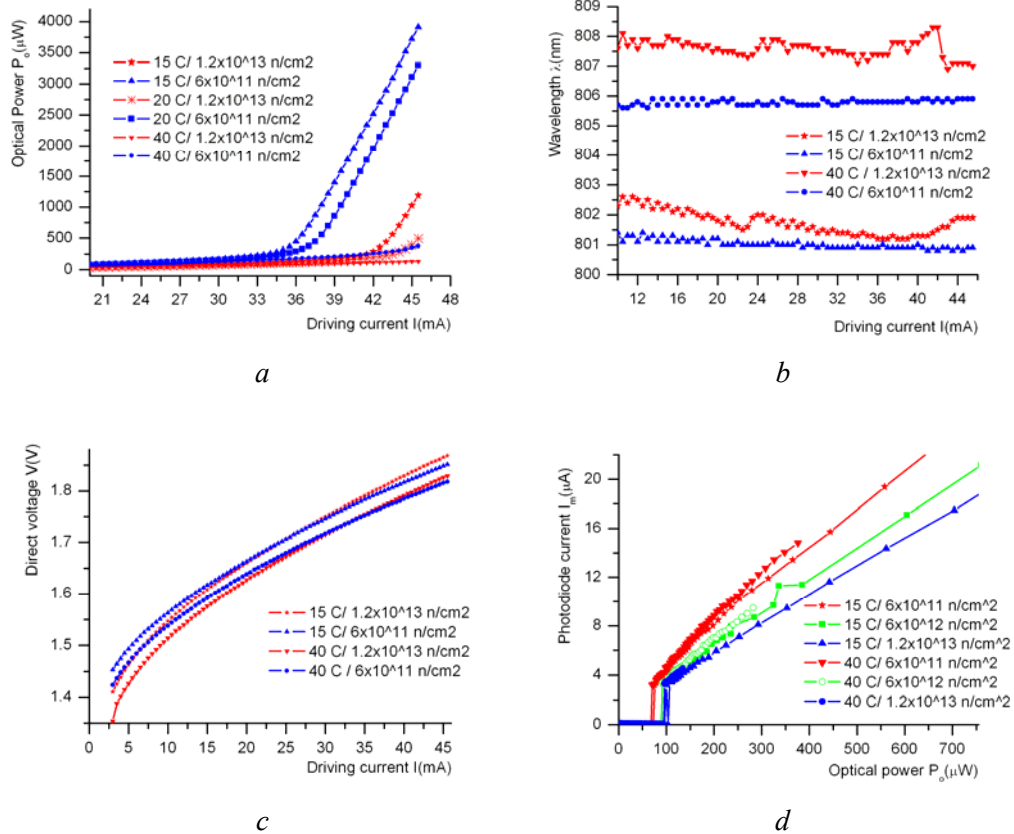 4000
3500
3000
2500
2000
1500
1000
500
0
Optical Power Pₒ(μW)
15 C/ 1.2x10^13 n/cm2
15 C/ 6x10^11 n/cm2
20 C/ 1.2x10^13 n/cm2
20 C/ 6x10^11 n/cm2
40 C/ 1.2x10^13 n/cm2
40 C/ 6x10^11 n/cm2
21 24 27 30 33 36 39 42 45 48
Driving current I(mA)
a
809
808
807
806
805
804
803
802
801
800
Wavelength λ(nm)
15 C/ 1.2x10^13 n/cm2
15 C/ 6x10^11 n/cm2
40 C / 1.2x10^13 n/cm2
40 C/ 6x10^11 n/cm2
12 16 20 24 28 32 36 40 44
Driving current I(mA)
b
1.8
1.7
1.6
1.5
1.4
Direct voltage V(V)
15 C/ 1.2x10^13 n/cm2
15 C/ 6x10^11 n/cm2
40 C/ 1.2x10^13 n/cm2
40 C / 6x10^11 n/cm2
0 5 10 15 20 25 30 35 40 45
Driving current I(mA)
c
20
16
12
8
4
0
Photodiode current Iₘ(μA)
15 C/ 6x10^11 n/cm^2
15 C/ 6x10^12 n/cm^2
15 C/ 1.2x10^13 n/cm^2
40 C/ 6x10^11 n/cm^2
40 C/ 6x10^12 n/cm^2
40 C/ 1.2x10^13 n/cm^2
0 100 200 300 400 500 600 700
Optical power Pₒ(μW)
d